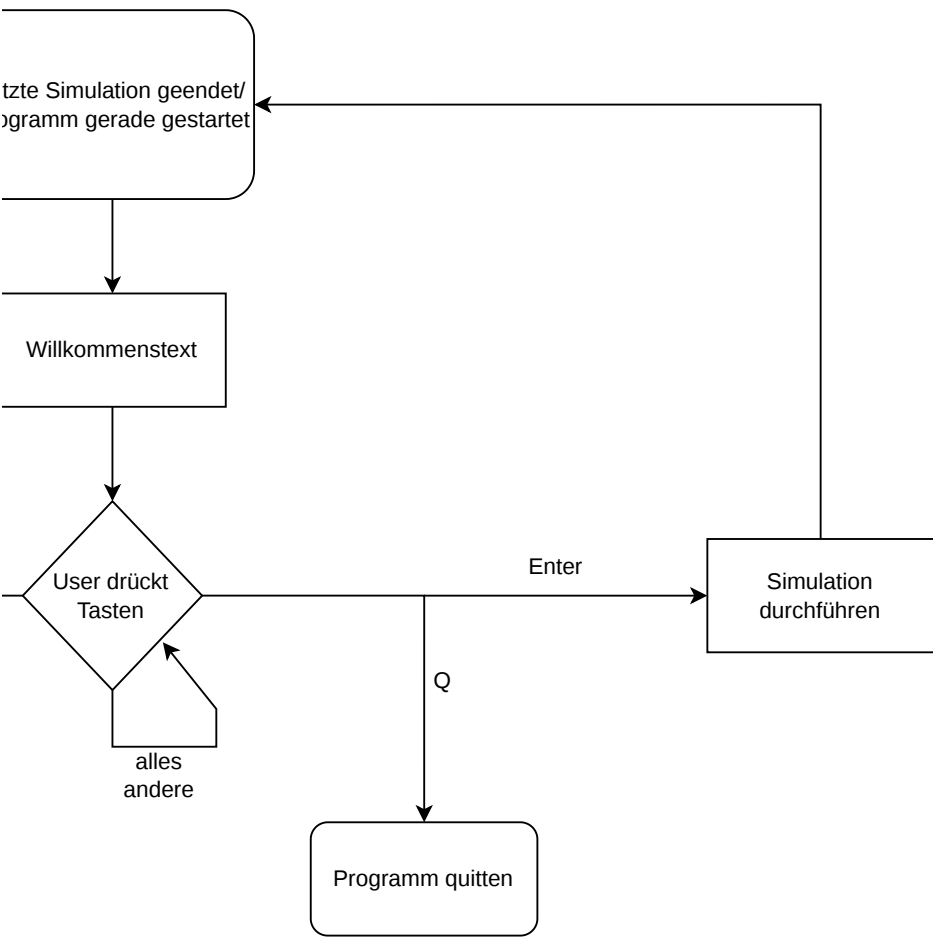 tzte Simulation geendet/
ogramm gerade gestartet
Willkommenstext
User drückt
Tasten
Enter
Simulation
durchführen
Q
alles
andere
Programm quitten